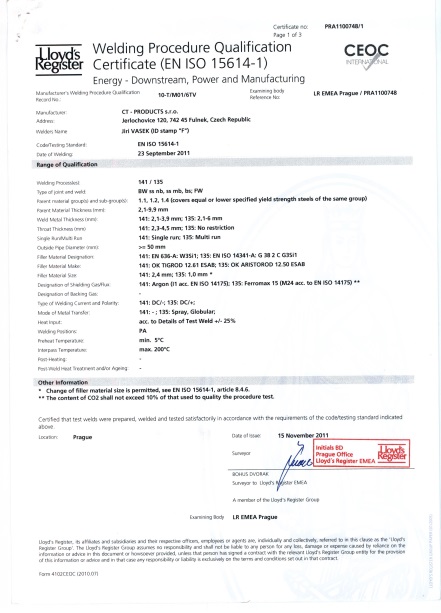 Certificate no: PRA1100748/1
Page 1 of 3
Lloyd's Register
Welding Procedure Qualification
Certificate (EN ISO 15614-1)
Energy - Downstream, Power and Manufacturing
CEOC
INTERNATIONAL
Manufacturer's Welding Procedure Qualification Record No.: 10-T/M01/6TV Examining body Reference No: LR EMEA Prague / PRA1100748
Manufacturer: CT - PRODUCTS s.r.o.
Address: Jerlochovice 120, 742 45 Fulnek, Czech Republic
Welders Name Jiri VASEK (ID stamp "F")
Code/Testing Standard: EN ISO 15614-1
Date of Welding: 23 September 2011
Range of Qualification
Welding Process(es): 141 / 135
Type of joint and weld: BW ss nb, ss mb, bs; FW
Parent material group(s) and sub-group(s): 1.1, 1.2, 1.4 (covers equal or lower specified yield strength steels of the same group)
Parent Material Thickness (mm): 2,1-9,9 mm
Weld Metal Thickness (mm): 141: 2,1-3,9 mm; 135: 2,1-6 mm
Throat Thickness (mm) 141: 2,3-4,5 mm; 135: No restriction
Single Run/Multi Run 141: Single run; 135: Multi run
Outside Pipe Diameter (mm): >= 50 mm
Filler Material Designation: 141: EN 636-A: W3Si1; 135: EN ISO 14341-A: G 38 2 C G3Si1
Filler Material Make: 141: OK TIGROD 12.61 ESAB; 135: OK ARISTOROD 12.50 ESAB
Filler Material Size: 141: 2,4 mm; 135: 1,0 mm *
Designation of Shielding Gas/Flux: 141: Argon (I1 acc. EN ISO 14175); 135: Ferromax 15 (M24 acc. to EN ISO 14175) **
Designation of Backing Gas: -
Type of Welding Current and Polarity: 141: DC/-; 135: DC/+;
Mode of Metal Transfer: 141: - ; 135: Spray, Globular;
Heat Input: acc. to Details of Test Weld +/- 25%
Welding Positions: PA
Preheat Temperature: min. 5°C
Interpass Temperature: max. 200°C
Post-Heating: -
Post-Weld Heat Treatment and/or Ageing: -
Other Information
* Change of filler material size is permitted, see EN ISO 15614-1, article 8.4.6.
** The content of CO2 shall not exceed 10% of that used to quality the procedure test.
Certified that test welds were prepared, welded and tested satisfactorily in accordance with the requirements of the code/testing standard indicated
above.
Location: Prague Date of issue: 15 November 2011
Surveyor
Initials BD
Prague Office
Lloyd's Register EMEA
Lloyd's Register
BOHUS DVORAK
Surveyor to Lloyd's Register EMEA
A member of the Lloyd's Register Group
Examining Body LR EMEA Prague
Lloyd's Register, its affiliates and subsidiaries and their respective officers, employees or agents are, individually and collectively, referred to in this clause as the 'Lloyd's
Register Group'. The Lloyd's Register Group assumes no responsibility and shall not be liable to any person for any loss, damage or expense caused by reliance on the
information or advice in this document or howsoever provided, unless that person has signed a contract with the relevant Lloyd's Register Group entity for the provision
of this information or advice and in that case any responsibility or liability is exclusively on the terms and conditions set out in that contract.
Form 4102CEOC (2010.07)